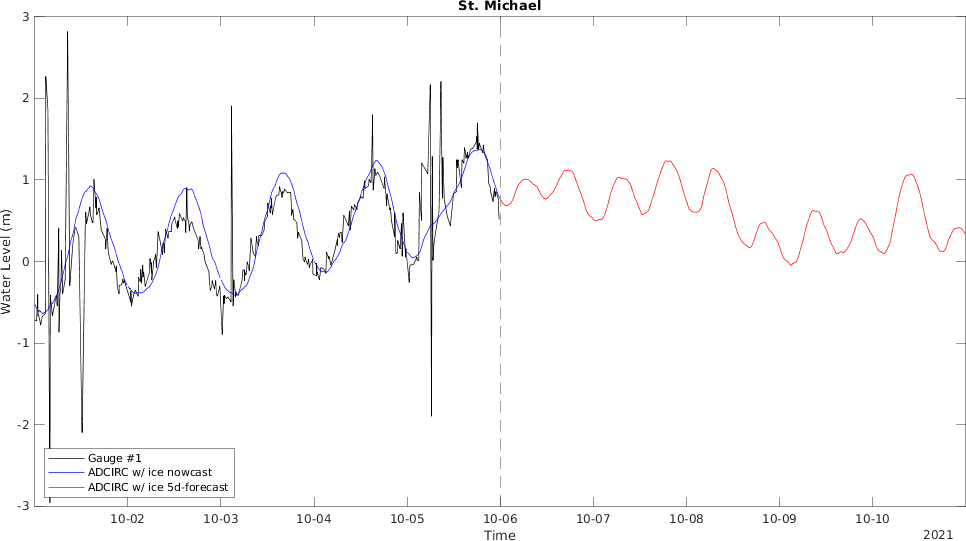 St. Michael
3
2
1
0
-1
-2
-3
Water Level (m)
Gauge #1
ADCIRC w/ ice nowcast
ADCIRC w/ ice 5d-forecast
10-02 10-03 10-04 10-05 10-06 10-07 10-08 10-09 10-10
Time
2021